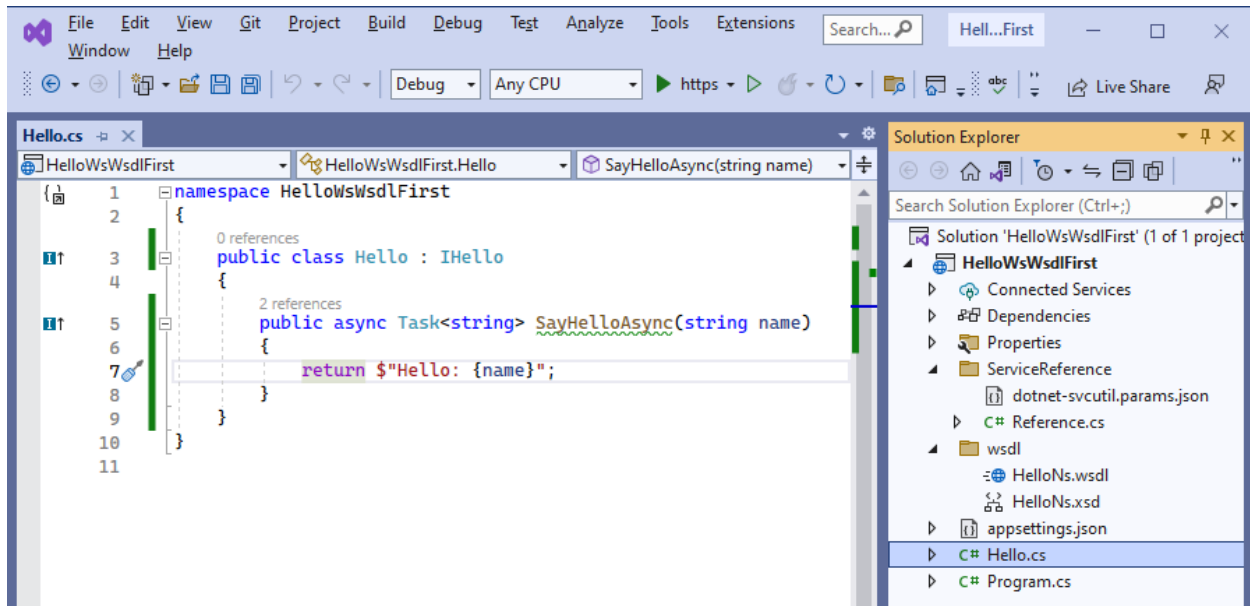 File Edit View Git Project Build Debug Test Analyze Tools Extensions Search... Hell...First
Window Help
Debug Any CPU https abc Live Share
Hello.cs
HelloWsWsdlFirst HelloWsWsdlFirst.Hello SayHelloAsync(string name)
1 namespace HelloWsWsdlFirst
2 {
0 references
3 public class Hello : IHello
4 {
2 references
5 public async Task<string> SayHelloAsync(string name)
6 {
7 return $"Hello: {name}";
8 }
9 }
10 }
11
Solution Explorer
Search Solution Explorer (Ctrl+;)
Solution 'HelloWsWsdlFirst' (1 of 1 project
HelloWsWsdlFirst
Connected Services
Dependencies
Properties
ServiceReference
dotnet-svcutil.params.json
C# Reference.cs
wsdl
HelloNs.wsdl
HelloNs.xsd
appsettings.json
C# Hello.cs
C# Program.cs